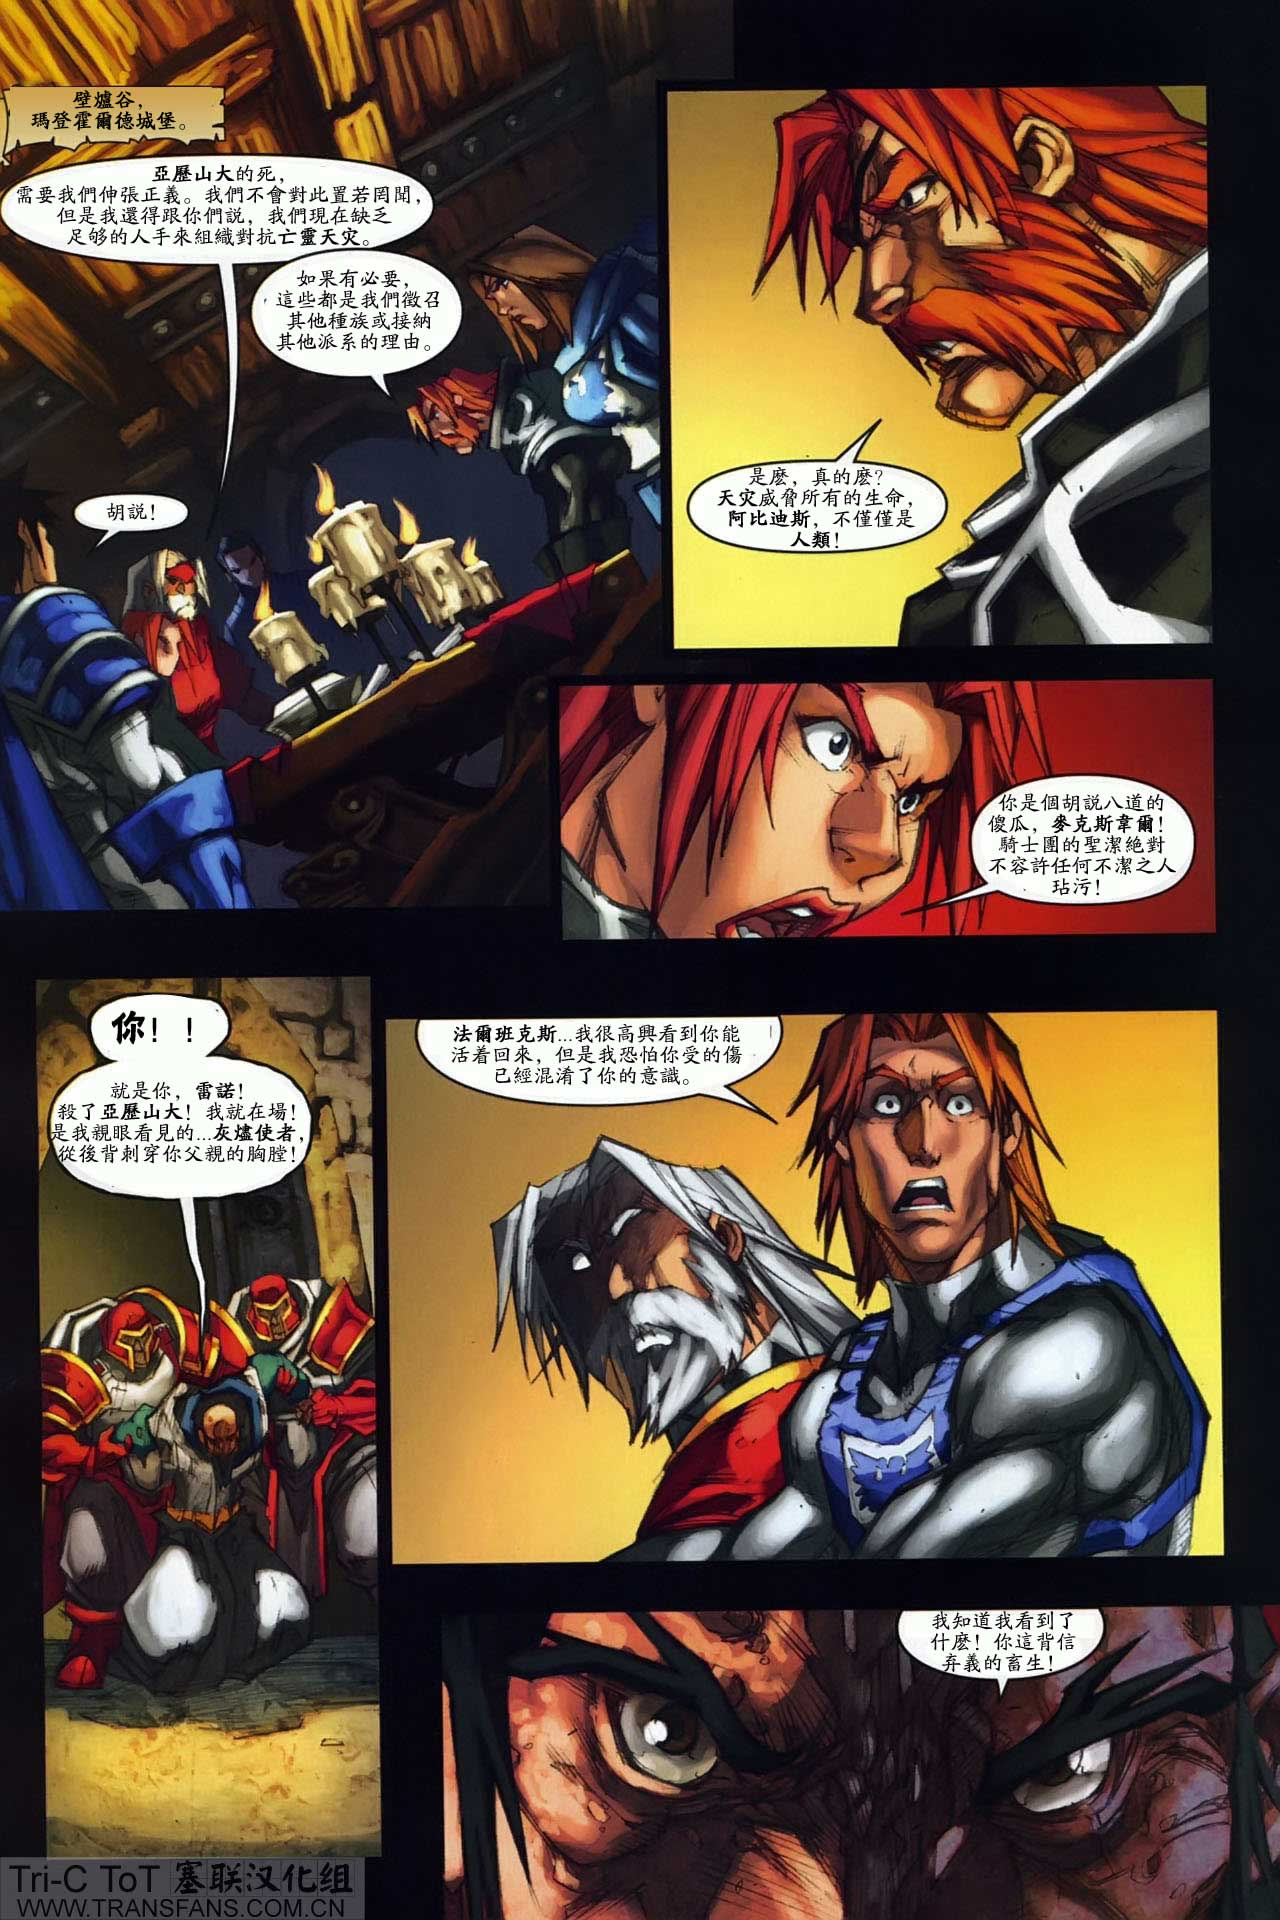 壁爐谷，
瑪登霍爾德城堡。
亞歷山大的死，
需要我們伸張正義。我們不會對此置若罔聞，
但是我還得跟你們説，我們現在缺乏
足够的人手來組織對抗亡靈天灾。
如果有必要，
這些都是我們徵召
其他種族或接納
其他派系的理由。
胡説！
是麽，真的麽？
天灾威脅所有的生命，
阿比迪斯，不僅僅是
人類！
你是個胡説八道的
傻瓜，麥克斯韋爾！
騎士團的聖潔絶對
不容許任何不潔之人
玷污！
你！！
就是你，雷諾！
殺了亞歷山大！我就在場！
是我親眼看見的...灰燼使者，
從後背刺穿你父親的胸膛！
法爾班克斯...我很高興看到你能
活着回來，但是我恐怕你受的傷
已經混淆了你的意識。
我知道我看到了
什麽！你這背信
弃義的畜生！
Tri-C ToT 塞联汉化组
WWW.TRANSFANS.COM.CN